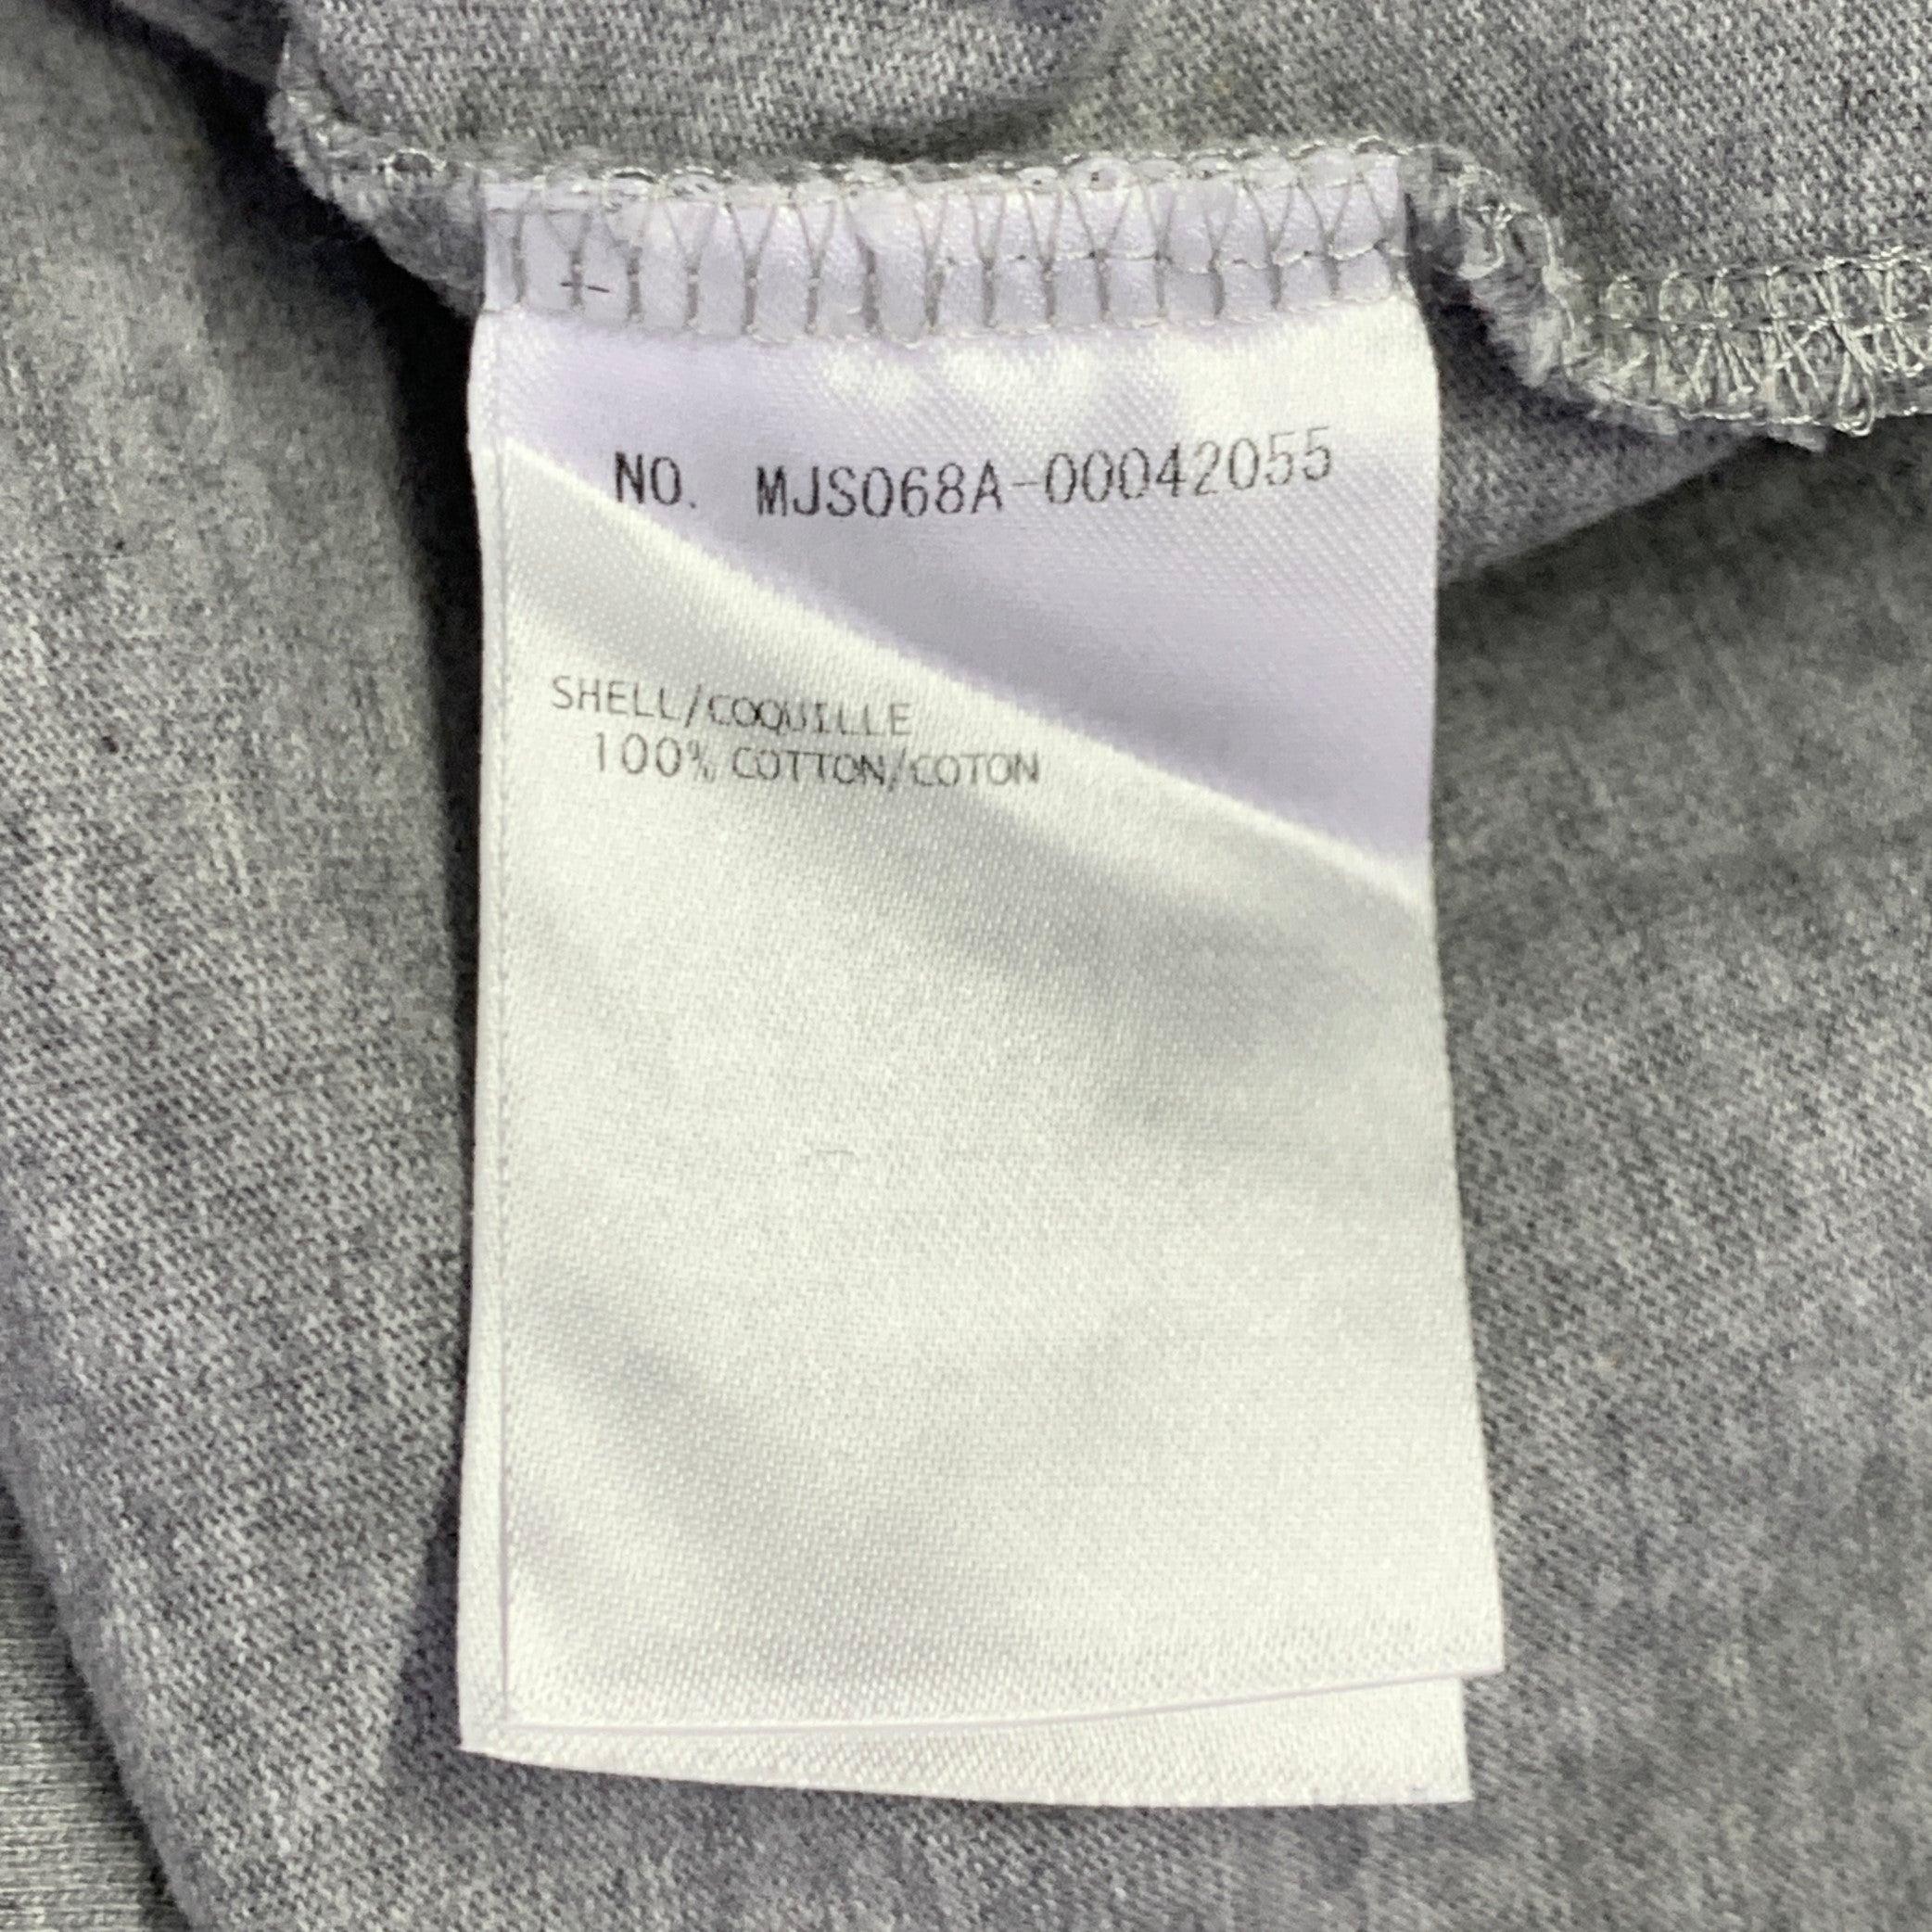 NO. MJS068A-00042055
SHELL/COQUILLE
100% COTTON/COTON